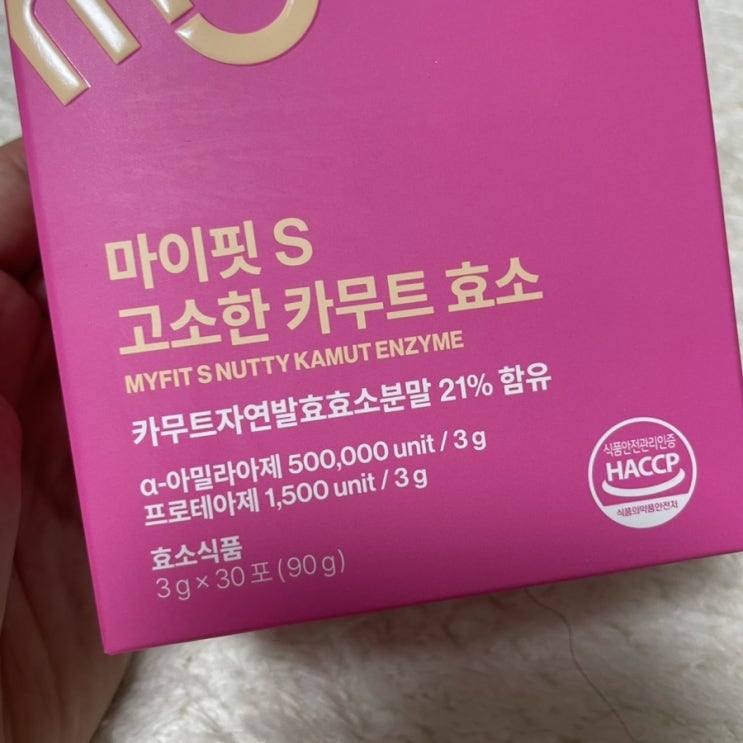 마이핏 S
고소한 카무트 효소
MYFIT S NUTTY KAMUT ENZYME
카무트자연발효효소분말 21% 함유
α-아밀라아제 500,000 unit / 3 g
프로테아제 1,500 unit / 3 g
효소식품
3 g × 30 포 (90 g)
식품안전관리인증
HACCP
식품의약품안전처